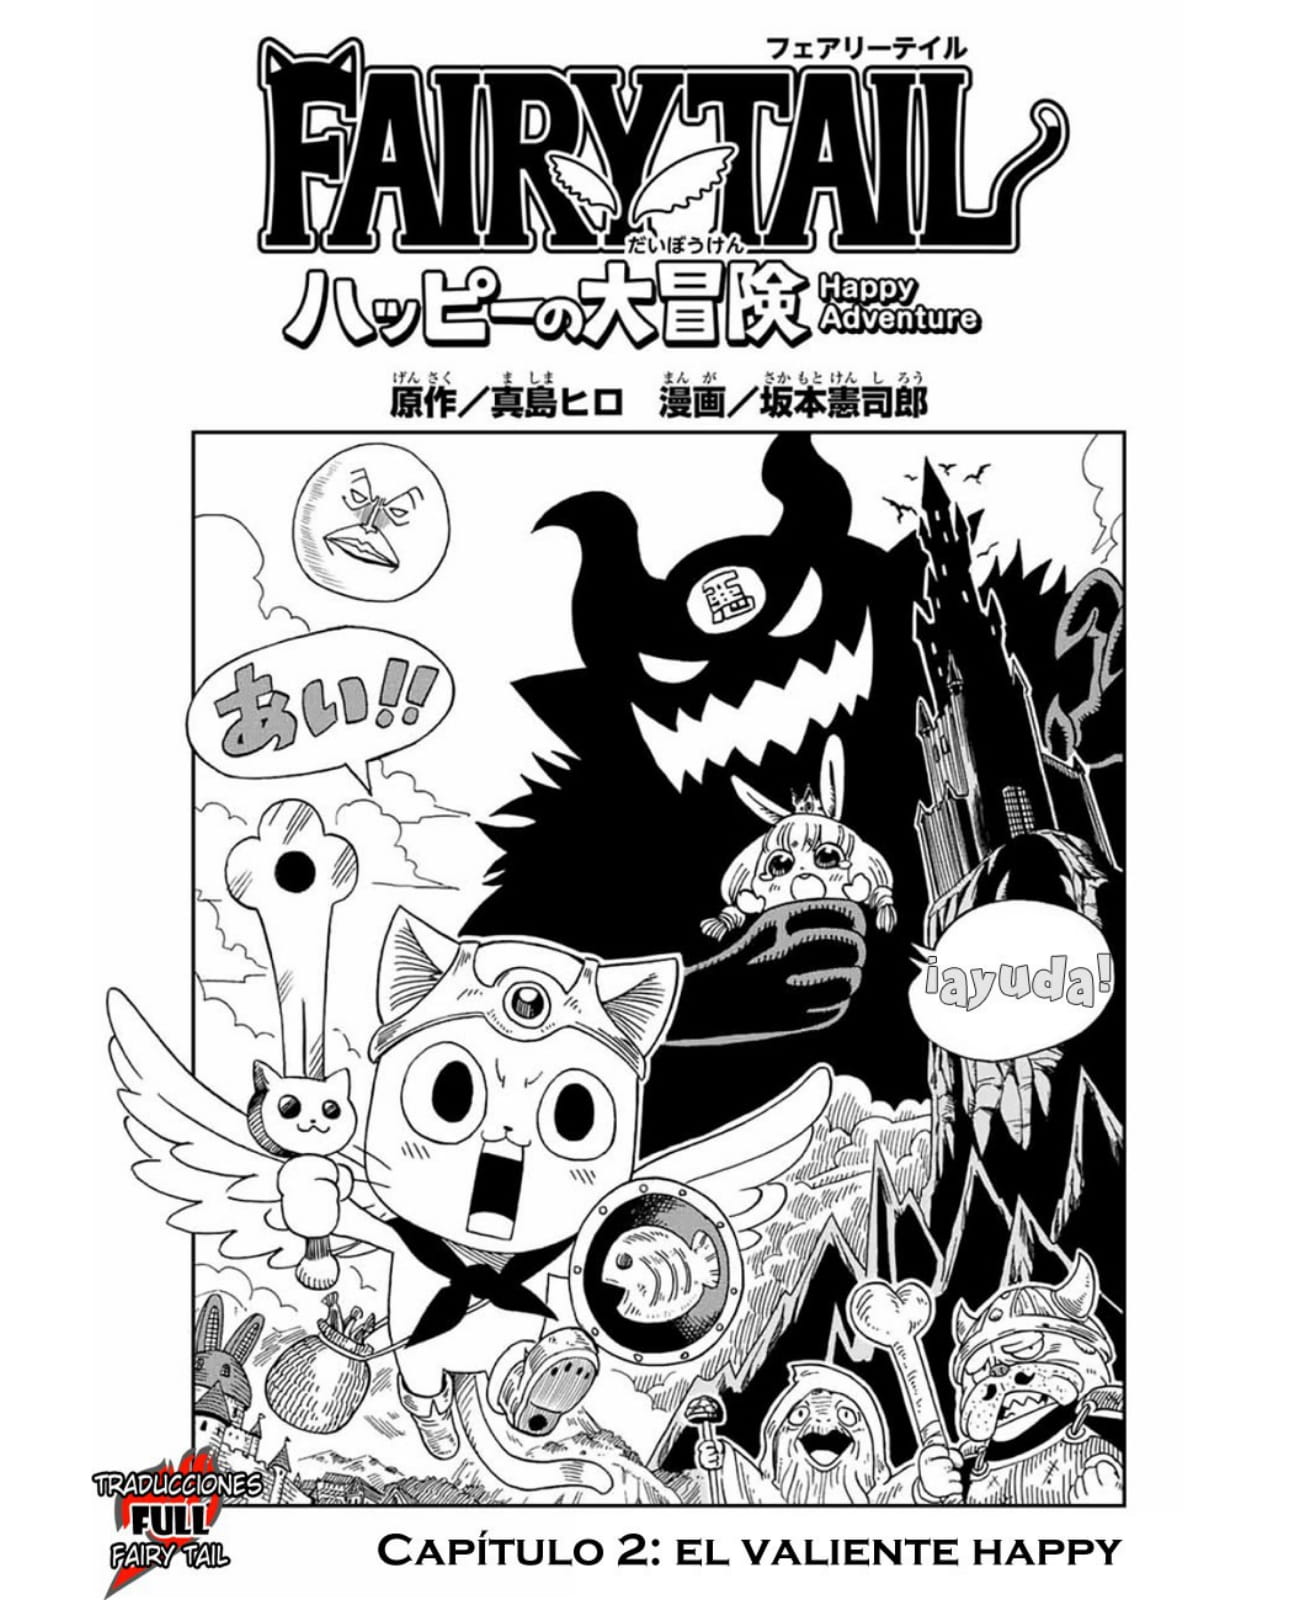 フェアリーテイル
FAIRY TAIL
だいぼうけん
ハッピーの大冒険 Happy
Adventure
げんさく ましま まんが さかもとけんしろう
原作／真島ヒロ 漫画／坂本憲司郎
悪
あい!!
¡ayuda!
TRADUCCIONES
FULL
FAIRY TAIL
CAPÍTULO 2: EL VALIENTE HAPPY